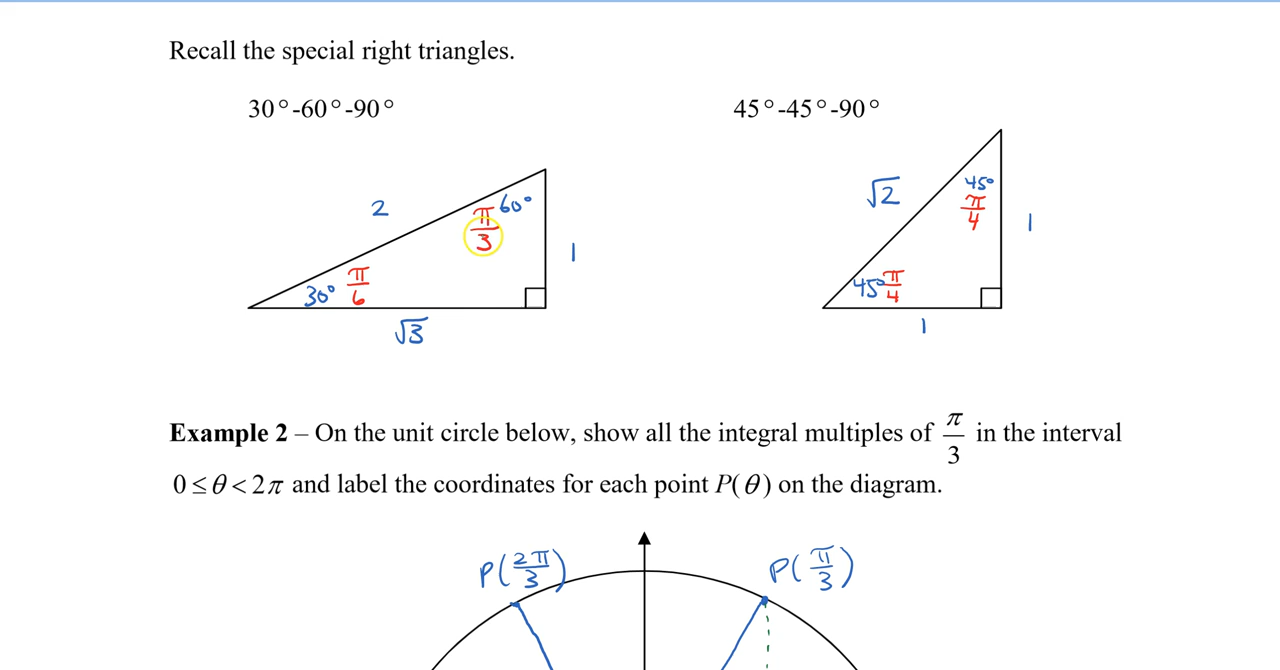 Recall the special right triangles.
30°-60°-90°
45°-45°-90°
2
π/3
60°
1
30°
π/6
√3
√2
45°
π/4
1
45°
π/4
1
Example 2 – On the unit circle below, show all the integral multiples of π/3 in the interval
0 ≤ θ < 2π and label the coordinates for each point P(θ) on the diagram.
P(2π/3)
P(π/3)